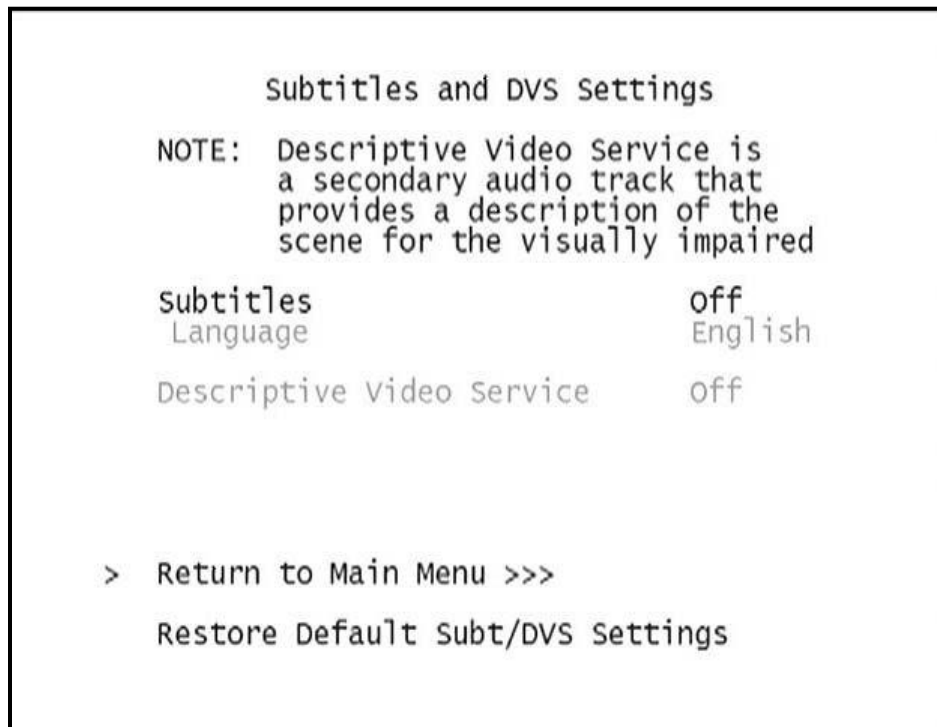 Subtitles and DVS Settings
NOTE: Descriptive Video Service is
a secondary audio track that
provides a description of the
scene for the visually impaired
Subtitles Off
Language English
Descriptive Video Service Off
> Return to Main Menu >>>
Restore Default Subt/DVS Settings